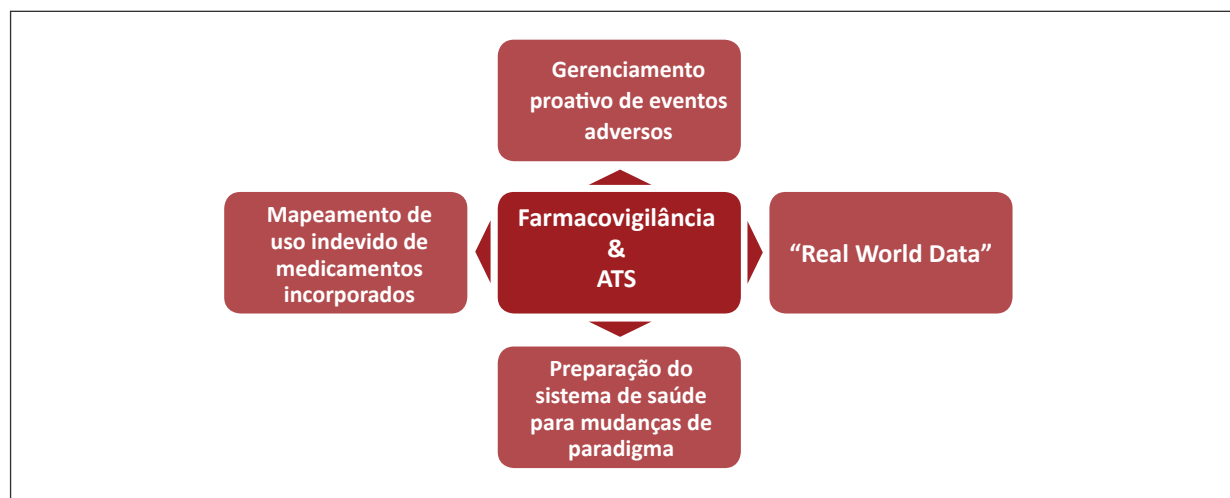 Gerenciamento
proativo de eventos
adversos
Mapeamento de
uso indevido de
medicamentos
incorporados
Farmacovigilância
&
ATS
“Real World Data”
Preparação do
sistema de saúde
para mudanças de
paradigma